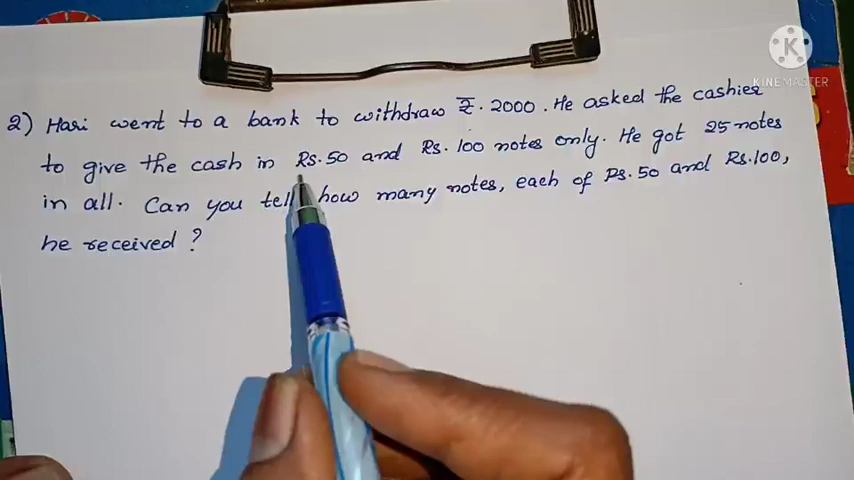 K
KINEMASTER
2) Hari went to a bank to withdraw ₹. 2000. He asked the cashier
to give the cash in Rs.50 and Rs.100 notes only. He got 25 notes
in all. Can you tell how many notes, each of Rs.50 and Rs.100,
he received?